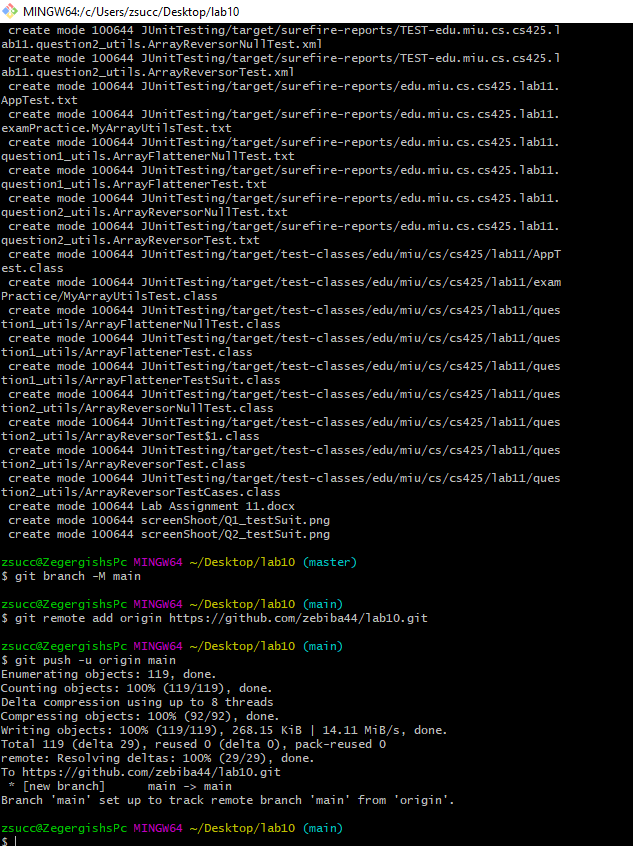 MINGW64:/c/Users/zsucc/Desktop/lab10
create mode 100644 JUnitTesting/target/surefire-reports/TEST-edu.miu.cs.cs425.l
ab11.question2_utils.ArrayReversorNullTest.xml
create mode 100644 JUnitTesting/target/surefire-reports/TEST-edu.miu.cs.cs425.l
ab11.question2_utils.ArrayReversorTest.xml
create mode 100644 JUnitTesting/target/surefire-reports/edu.miu.cs.cs425.lab11.
AppTest.txt
create mode 100644 JUnitTesting/target/surefire-reports/edu.miu.cs.cs425.lab11.
examPractice.MyArrayUtilsTest.txt
create mode 100644 JUnitTesting/target/surefire-reports/edu.miu.cs.cs425.lab11.
question1_utils.ArrayFlattenerNullTest.txt
create mode 100644 JUnitTesting/target/surefire-reports/edu.miu.cs.cs425.lab11.
question1_utils.ArrayFlattenerTest.txt
create mode 100644 JUnitTesting/target/surefire-reports/edu.miu.cs.cs425.lab11.
question2_utils.ArrayReversorNullTest.txt
create mode 100644 JUnitTesting/target/surefire-reports/edu.miu.cs.cs425.lab11.
question2_utils.ArrayReversorTest.txt
create mode 100644 JUnitTesting/target/test-classes/edu/miu/cs/cs425/lab11/AppT
est.class
create mode 100644 JUnitTesting/target/test-classes/edu/miu/cs/cs425/lab11/exam
Practice/MyArrayUtilsTest.class
create mode 100644 JUnitTesting/target/test-classes/edu/miu/cs/cs425/lab11/ques
tion1_utils/ArrayFlattenerNullTest.class
create mode 100644 JUnitTesting/target/test-classes/edu/miu/cs/cs425/lab11/ques
tion1_utils/ArrayFlattenerTest.class
create mode 100644 JUnitTesting/target/test-classes/edu/miu/cs/cs425/lab11/ques
tion1_utils/ArrayFlattenerTestSuit.class
create mode 100644 JUnitTesting/target/test-classes/edu/miu/cs/cs425/lab11/ques
tion2_utils/ArrayReversorNullTest.class
create mode 100644 JUnitTesting/target/test-classes/edu/miu/cs/cs425/lab11/ques
tion2_utils/ArrayReversorTest$1.class
create mode 100644 JUnitTesting/target/test-classes/edu/miu/cs/cs425/lab11/ques
tion2_utils/ArrayReversorTest.class
create mode 100644 JUnitTesting/target/test-classes/edu/miu/cs/cs425/lab11/ques
tion2_utils/ArrayReversorTestCases.class
create mode 100644 Lab Assignment 11.docx
create mode 100644 screenShoot/Q1_testSuit.png
create mode 100644 screenShoot/Q2_testSuit.png
zsucc@ZegergishsPc MINGW64 ~/Desktop/lab10 (master)
$ git branch -M main
zsucc@ZegergishsPc MINGW64 ~/Desktop/lab10 (main)
$ git remote add origin https://github.com/zebiba44/lab10.git
zsucc@ZegergishsPc MINGW64 ~/Desktop/lab10 (main)
$ git push -u origin main
Enumerating objects: 119, done.
Counting objects: 100% (119/119), done.
Delta compression using up to 8 threads
Compressing objects: 100% (92/92), done.
Writing objects: 100% (119/119), 268.15 KiB | 14.11 MiB/s, done.
Total 119 (delta 29), reused 0 (delta 0), pack-reused 0
remote: Resolving deltas: 100% (29/29), done.
To https://github.com/zebiba44/lab10.git
* [new branch] main -> main
Branch 'main' set up to track remote branch 'main' from 'origin'.
zsucc@ZegergishsPc MINGW64 ~/Desktop/lab10 (main)
$